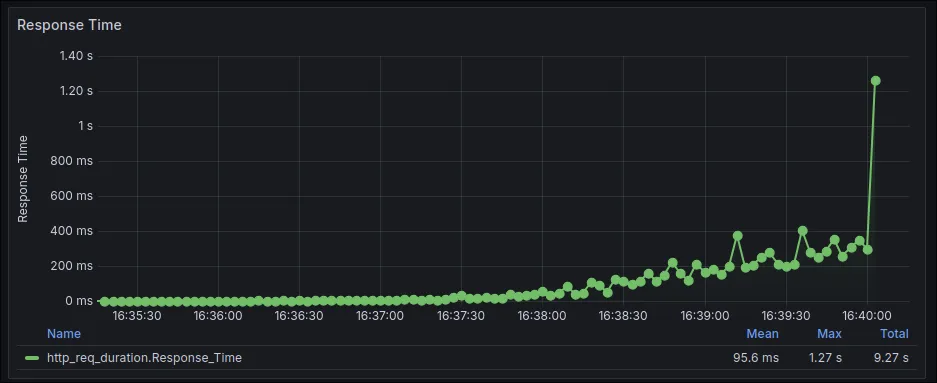 Response Time
1.40 s
1.20 s
1 s
800 ms
600 ms
400 ms
200 ms
0 ms
Response Time
16:35:30 16:36:00 16:36:30 16:37:00 16:37:30 16:38:00 16:38:30 16:39:00 16:39:30 16:40:00
Name Mean Max Total
http_req_duration.Response_Time 95.6 ms 1.27 s 9.27 s